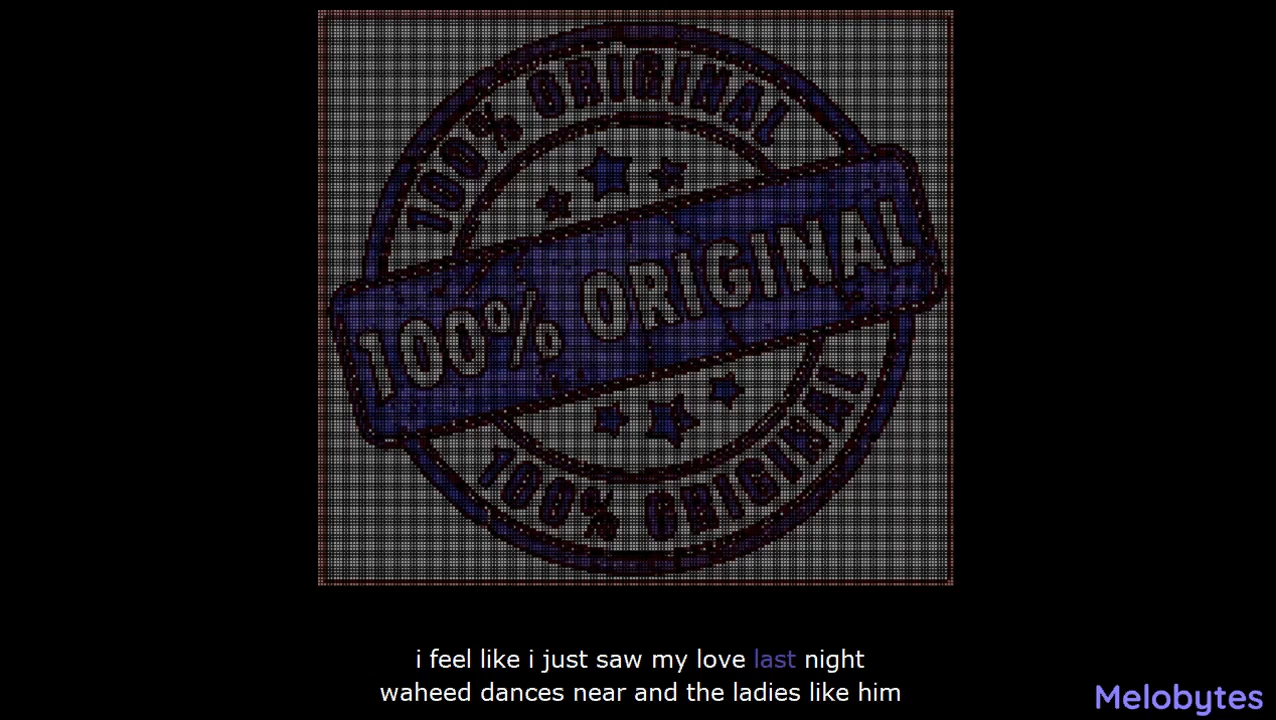 100% ORIGINAL
100% ORIGINAL
100% ORIGINAL
i feel like i just saw my love last night
waheed dances near and the ladies like him
Melobytes